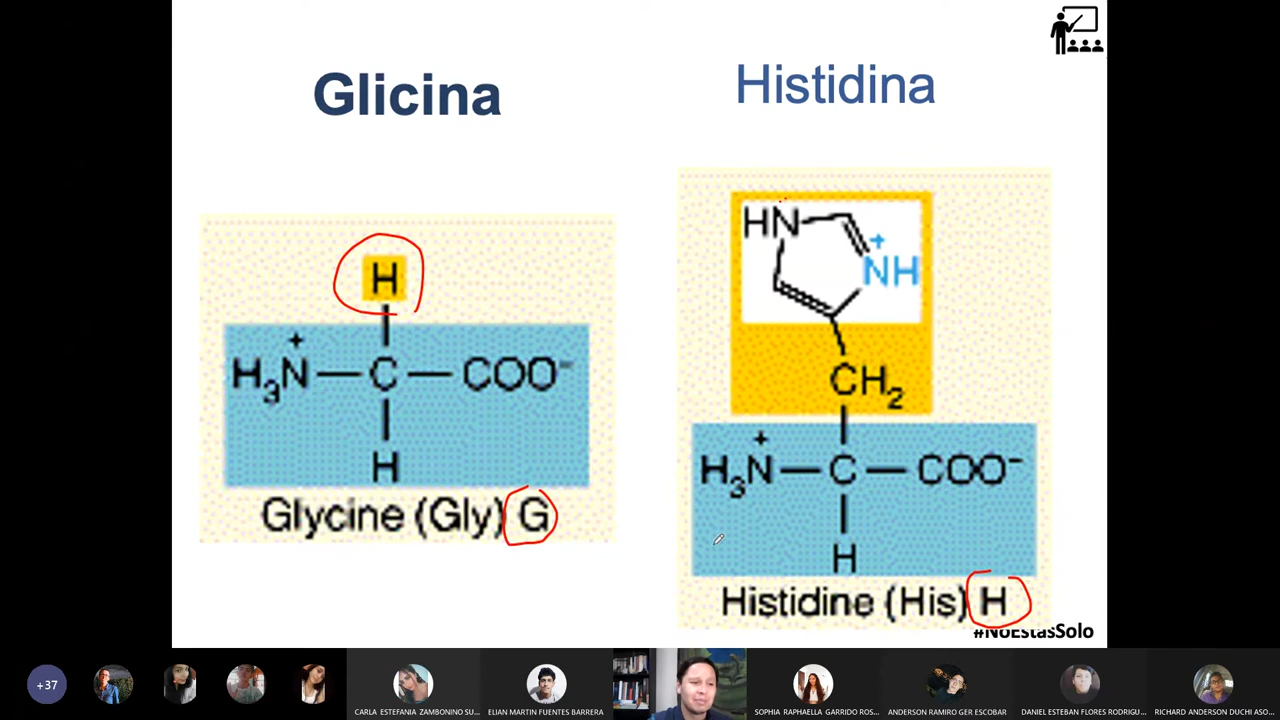 Glicina
Histidina
H
H₃N⁺—C—COO⁻
H
Glycine (Gly) G
HN
⁺NH
CH₂
H₃N⁺—C—COO⁻
H
Histidine (His) H
#NoEstasSolo
+37
CARLA ESTEFANIA ZAMBONINO SU...
ELIAN MARTIN FUENTES BARRERA
SOPHIA RAPHAELLA GARRIDO ROS...
ANDERSON RAMIRO GER ESCOBAR
DANIEL ESTEBAN FLORES RODRIGU...
RICHARD ANDERSON DUCHI ASO...